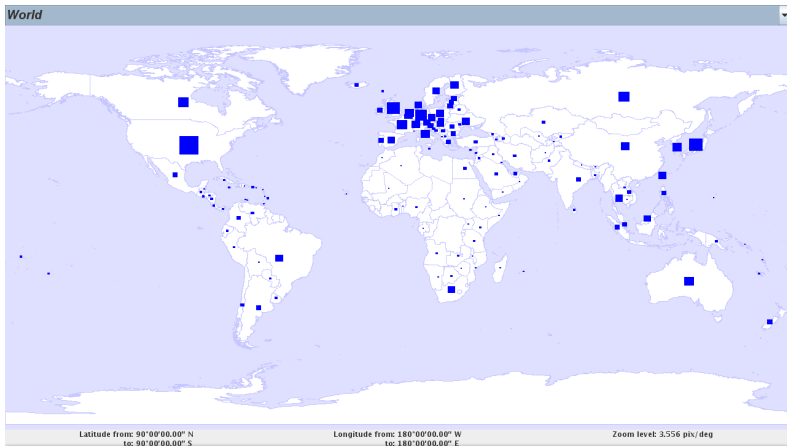 World
Latitude from: 90°00'00.00" N
to: 90°00'00.00" S
Longitude from: 180°00'00.00" W
to: 180°00'00.00" E
Zoom level: 3.556 pix/deg